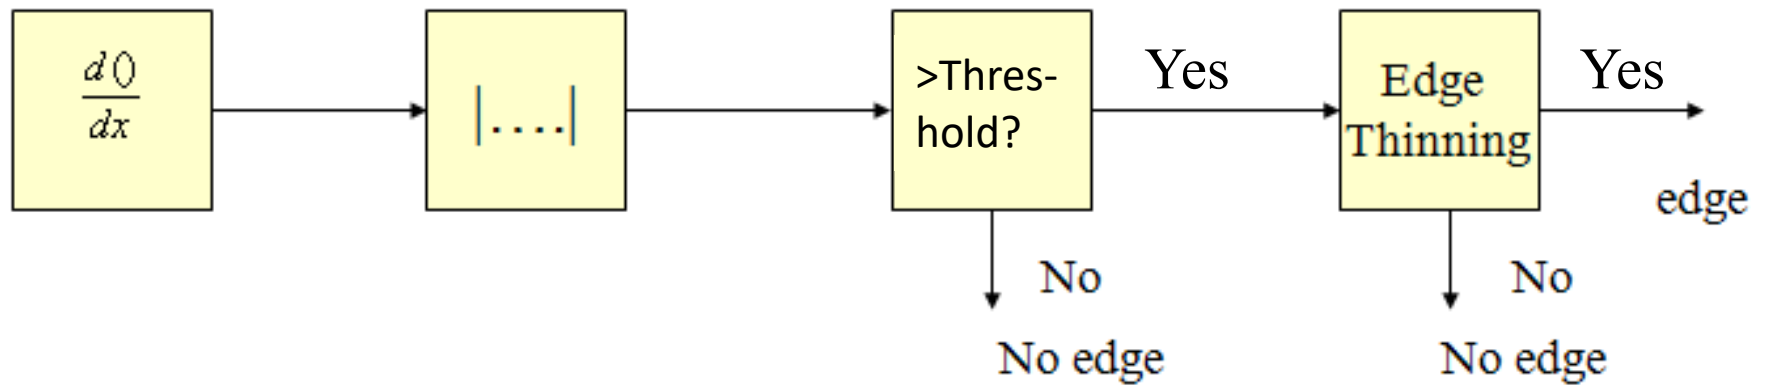 d()
dx
|....|
>Thres-
hold?
Yes
Edge
Thinning
Yes
edge
No
No edge
No
No edge